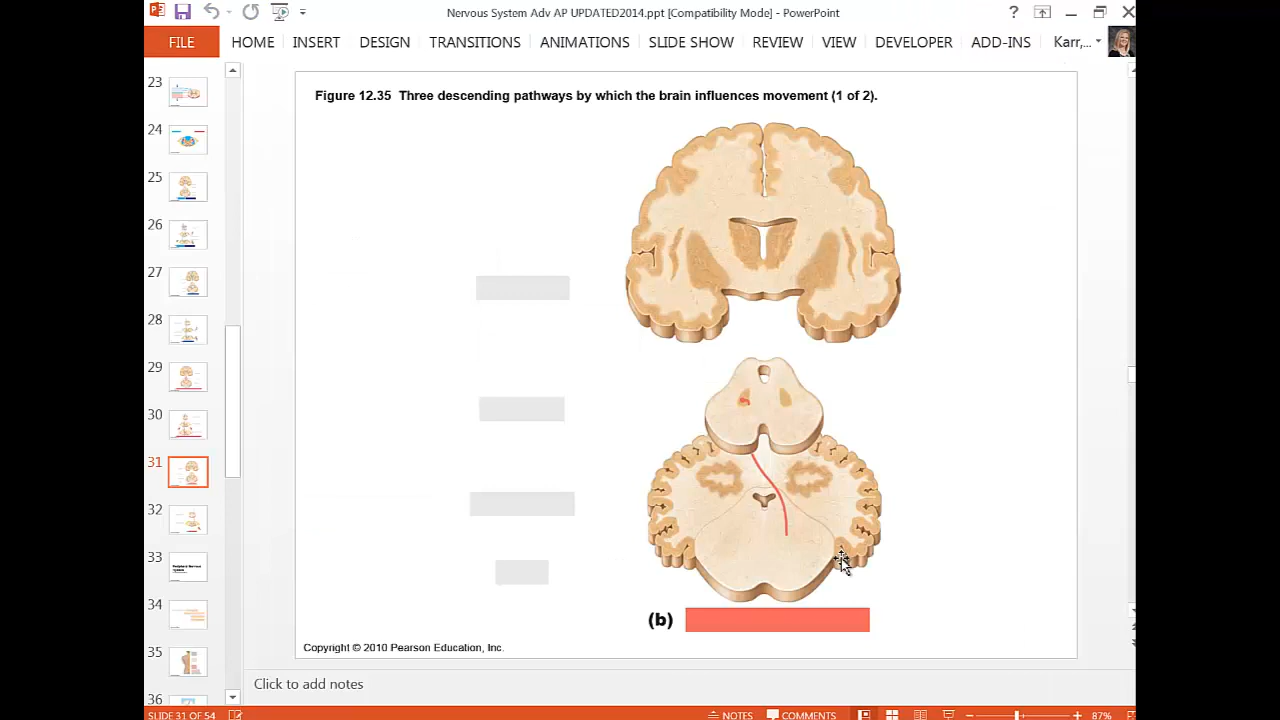 Nervous System Adv AP UPDATED2014.ppt [Compatibility Mode] - PowerPoint
?
FILE HOME INSERT DESIGN TRANSITIONS ANIMATIONS SLIDE SHOW REVIEW VIEW DEVELOPER ADD-INS Karr,...
23
24
25
26
27
28
29
30
31
32
33
34
35
36
Figure 12.35 Three descending pathways by which the brain influences movement (1 of 2).
(b)
Copyright © 2010 Pearson Education, Inc.
Click to add notes
SLIDE 31 OF 54 NOTES COMMENTS 87%